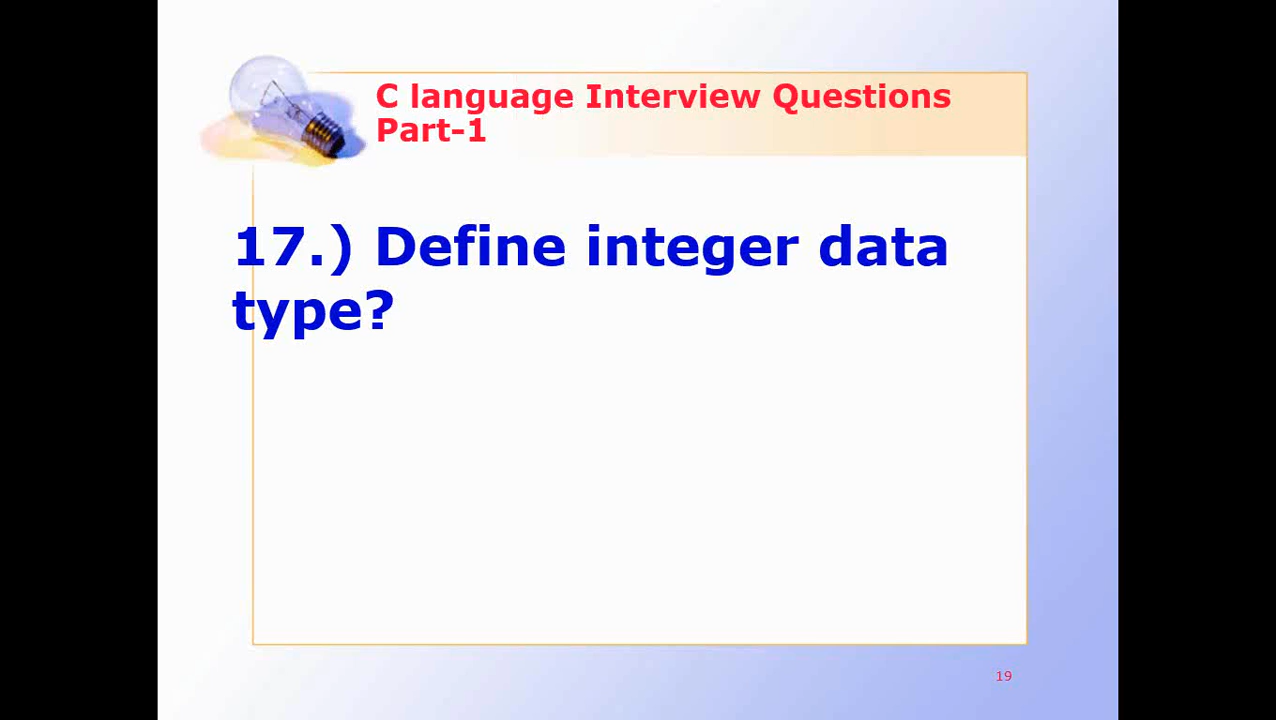 C language Interview Questions
Part-1
17.) Define integer data
type?
19